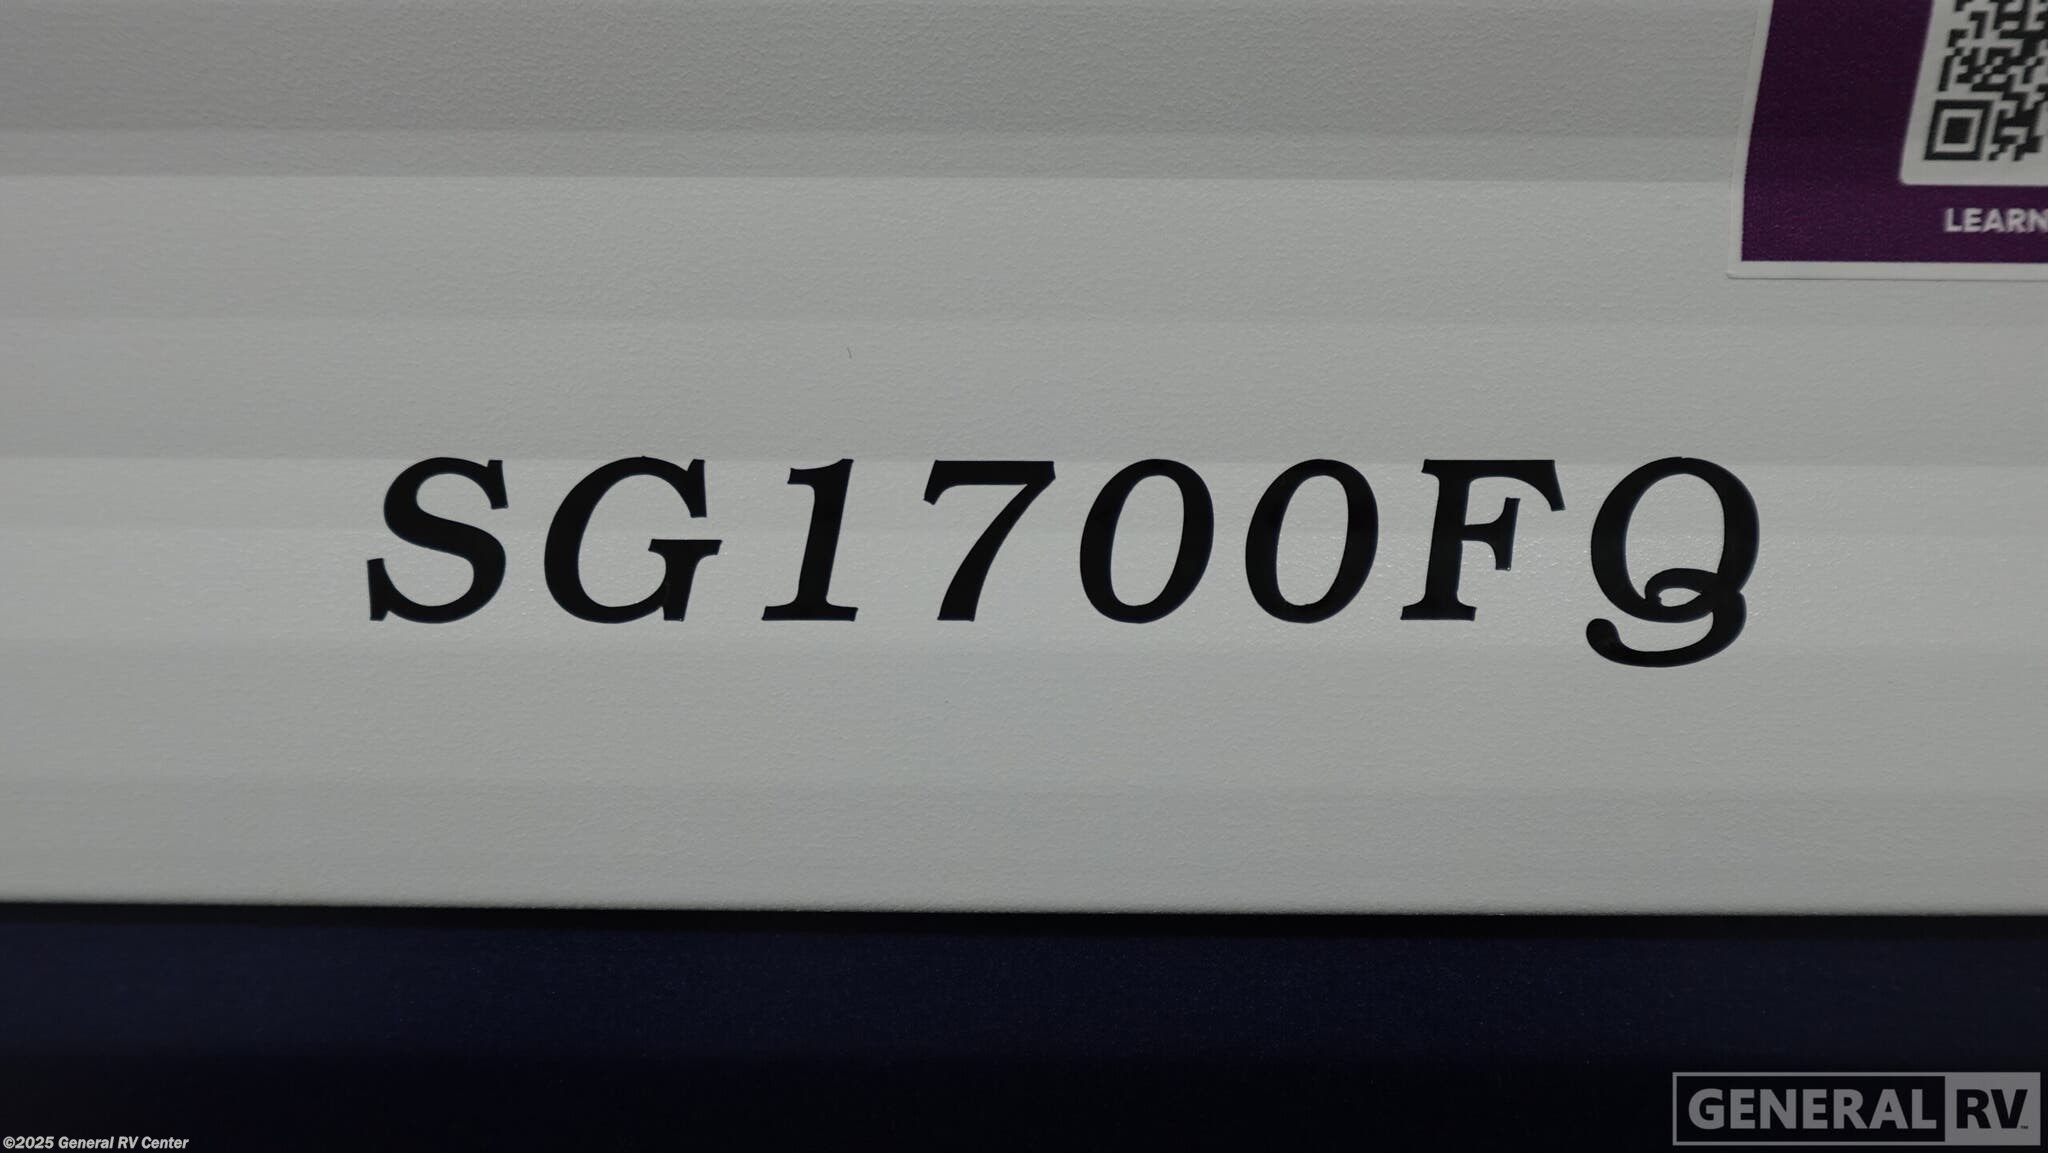 LEARN
SG1700FQ
GENERAL RV
©2025 General RV Center